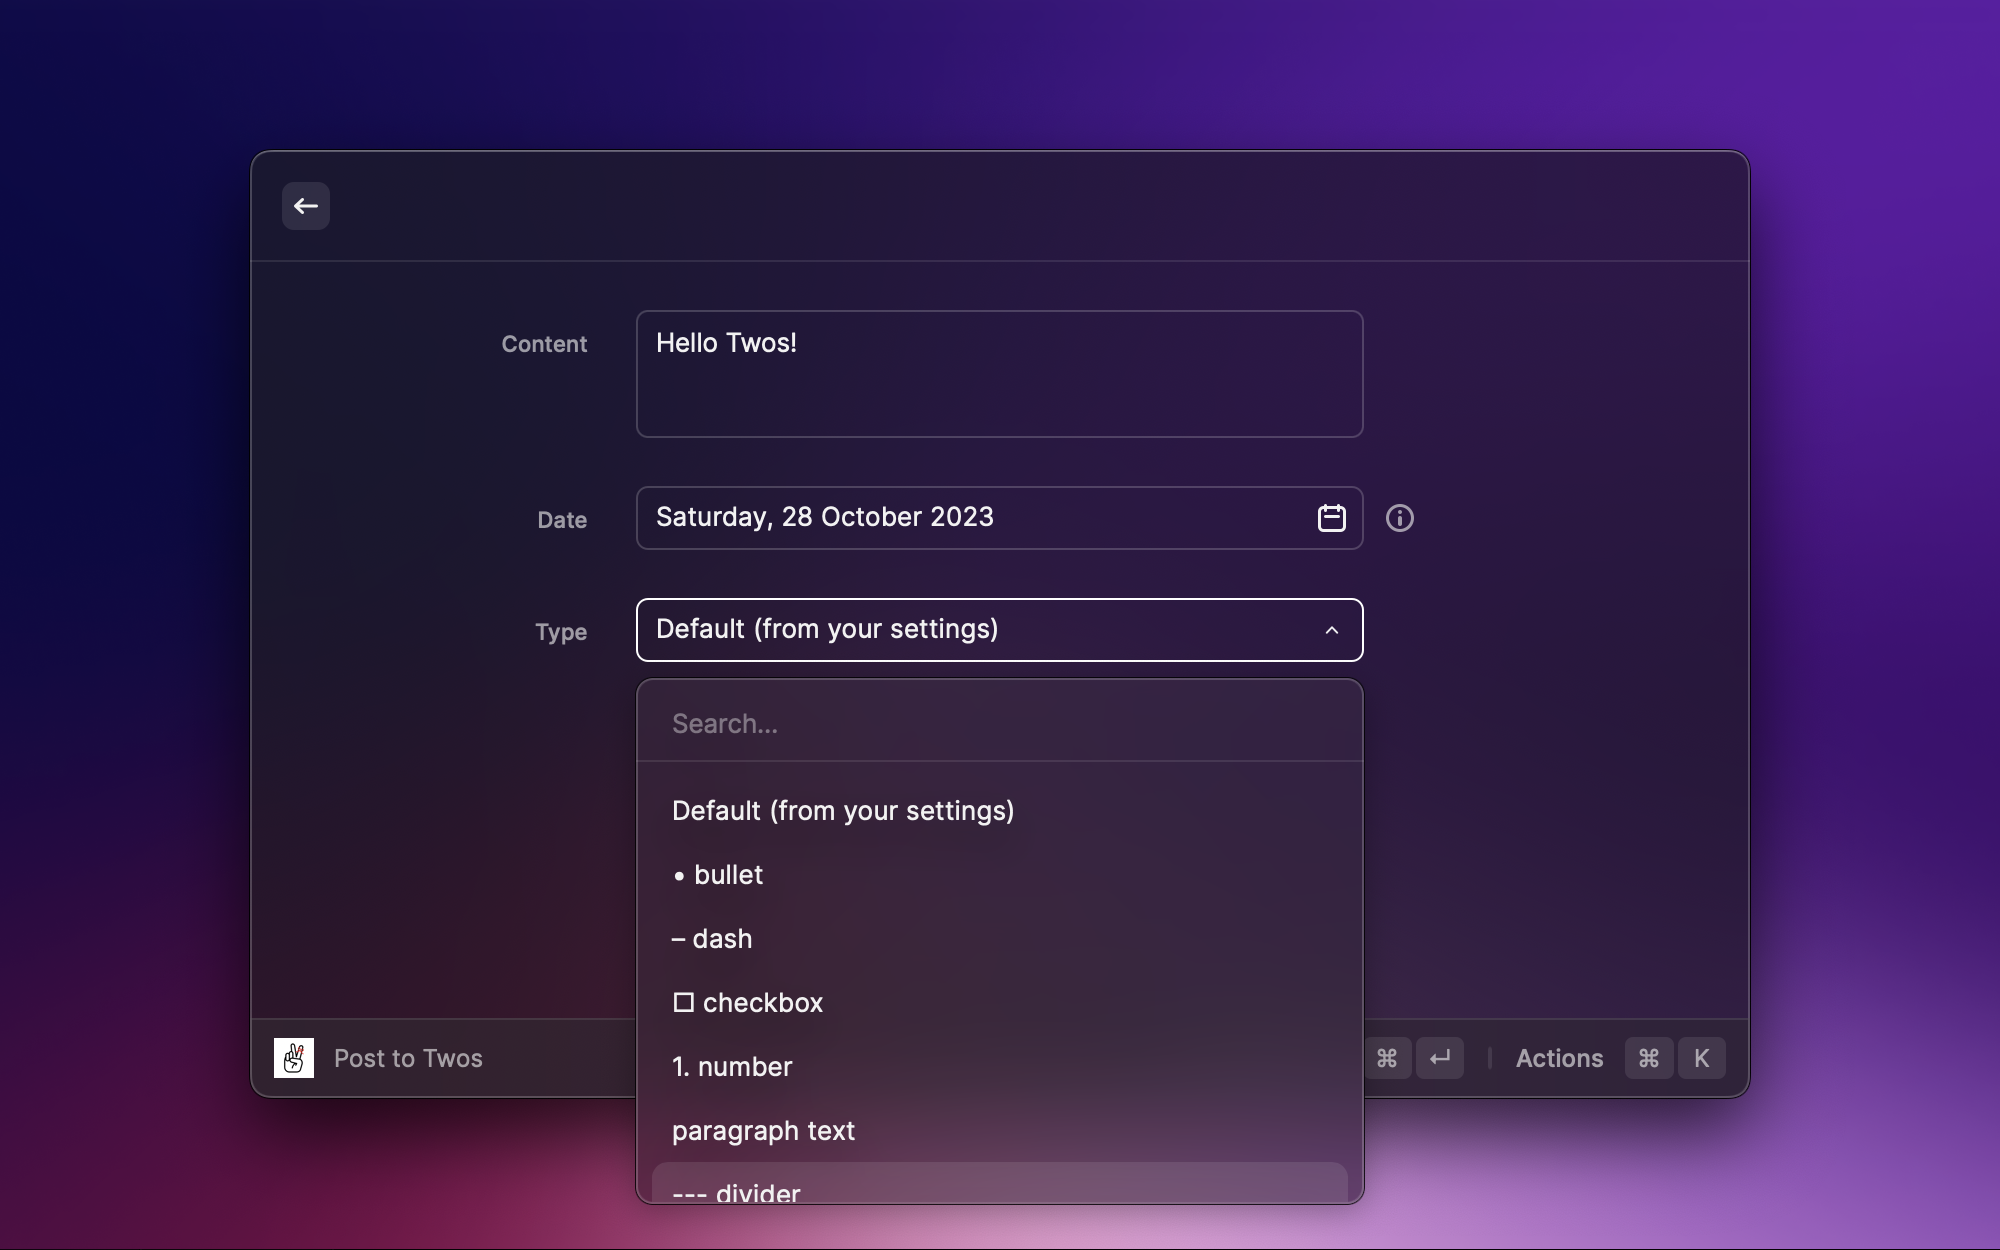 Content
Hello Twos!
Date
Saturday, 28 October 2023
Type
Default (from your settings)
Search...
Default (from your settings)
• bullet
– dash
☐ checkbox
1. number
paragraph text
--- divider
Post to Twos
⌘ ↵ Actions ⌘ K